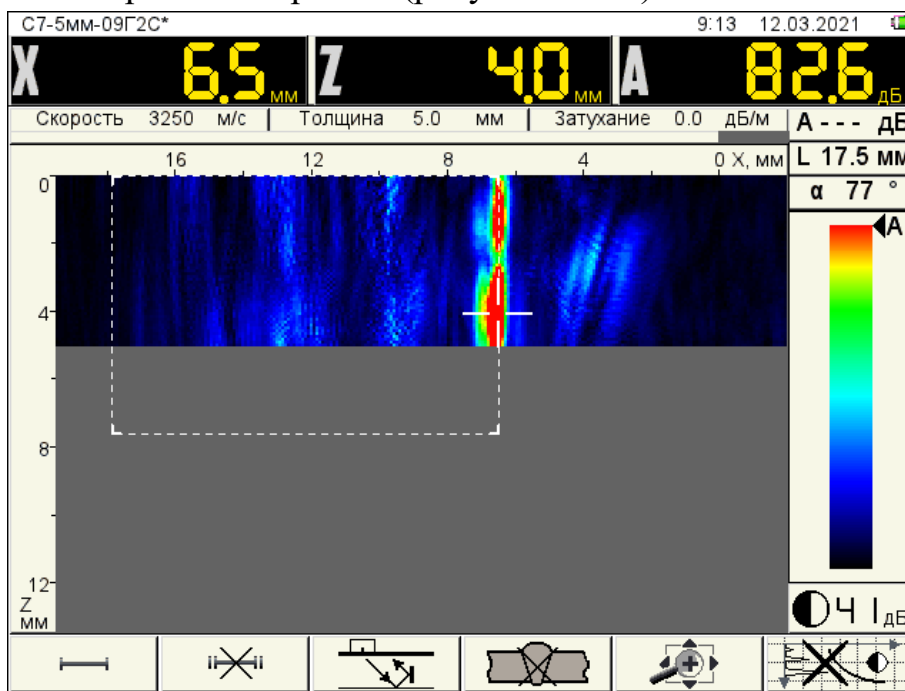 С7-5мм-09Г2С* 9:13 12.03.2021
X 6.5 мм Z 4.0 мм A 82.6 дБ
Скорость 3250 м/с Толщина 5.0 мм Затухание 0.0 дБ/м A - - - дБ
16 12 8 4 0 X, мм L 17.5 мм
0 α 77 °
A
4
8
12
Z
мм 41 дБ